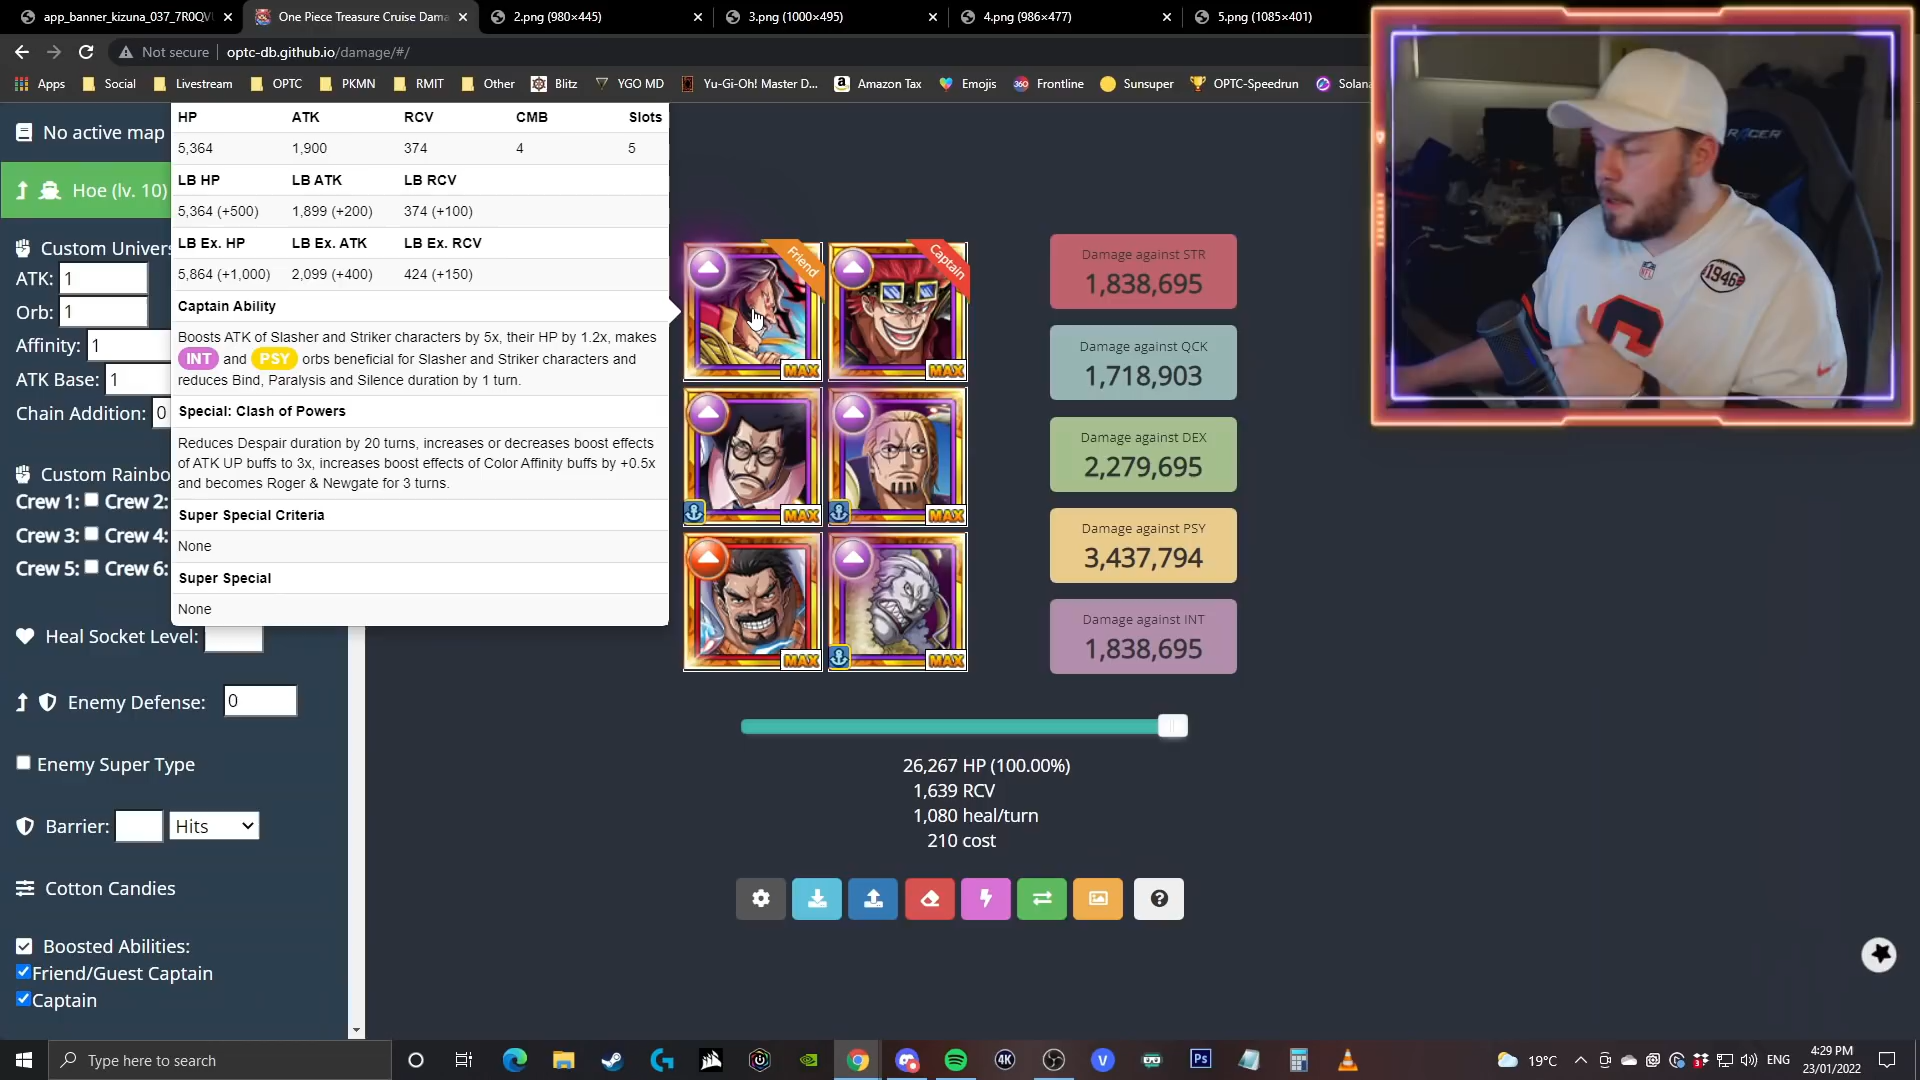 app_banner_kizuna_037_7R0QV
One Piece Treasure Cruise Dama
2.png (980×445)
3.png (1000×495)
4.png (986×477)
5.png (1085×401)
Not secure
optc-db.github.io/damage/#/
Apps
Social
Livestream
OPTC
PKMN
RMIT
Other
Blitz
YGO MD
Yu-Gi-Oh! Master D...
Amazon Tax
Emojis
360
Frontline
Sunsuper
OPTC-Speedrun
Solan
No active map
Hoe (lv. 10)
Custom Univers
ATK: 1
Orb: 1
Affinity: 1
ATK Base: 1
Chain Addition: 0
Custom Rainbo
Crew 1: Crew 2:
Crew 3: Crew 4:
Crew 5: Crew 6:
Heal Socket Level:
Enemy Defense: 0
Enemy Super Type
Barrier: Hits
Cotton Candies
Boosted Abilities:
Friend/Guest Captain
Captain
HP ATK RCV CMB Slots
5,364 1,900 374 4 5
LB HP LB ATK LB RCV
5,364 (+500) 1,899 (+200) 374 (+100)
LB Ex. HP LB Ex. ATK LB Ex. RCV
5,864 (+1,000) 2,099 (+400) 424 (+150)
Captain Ability
Boosts ATK of Slasher and Striker characters by 5x, their HP by 1.2x, makes
INT and PSY orbs beneficial for Slasher and Striker characters and
reduces Bind, Paralysis and Silence duration by 1 turn.
Special: Clash of Powers
Reduces Despair duration by 20 turns, increases or decreases boost effects
of ATK UP buffs to 3x, increases boost effects of Color Affinity buffs by +0.5x
and becomes Roger & Newgate for 3 turns.
Super Special Criteria
None
Super Special
None
Friend
Captain
MAX
MAX
MAX
MAX
MAX
MAX
Damage against STR
1,838,695
Damage against QCK
1,718,903
Damage against DEX
2,279,695
Damage against PSY
3,437,794
Damage against INT
1,838,695
26,267 HP (100.00%)
1,639 RCV
1,080 heal/turn
210 cost
1946
Type here to search
4K
V
Ps
19°C
ENG
4:29 PM
23/01/2022